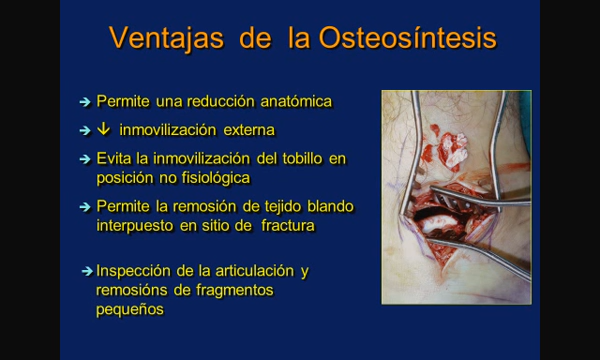 Ventajas de la Osteosíntesis
➔ Permite una reducción anatómica
➔ ↓ inmovilización externa
➔ Evita la inmovilización del tobillo en
posición no fisiológica
➔ Permite la remosión de tejido blando
interpuesto en sitio de fractura
➔ Inspección de la articulación y
remosións de fragmentos
pequeños